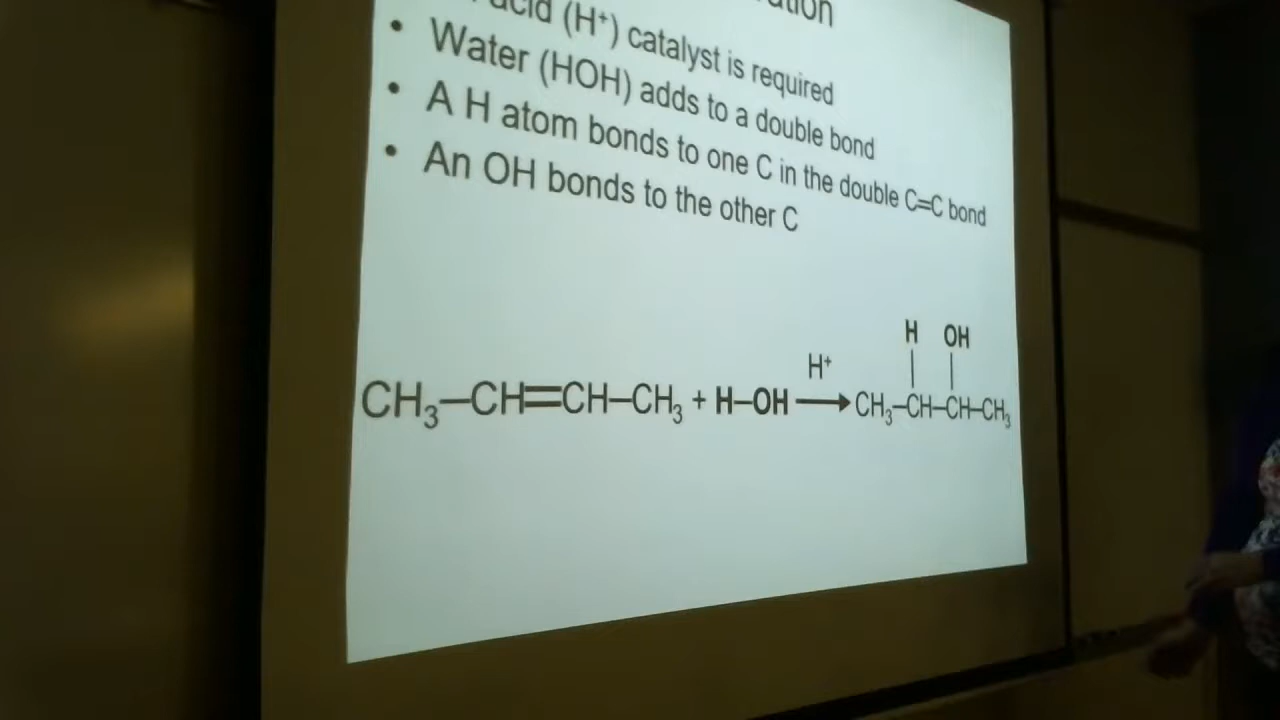 acid (H⁺) catalyst is required
• Water (HOH) adds to a double bond
• A H atom bonds to one C in the double C=C bond
• An OH bonds to the other C
H OH
H⁺
CH₃–CH=CH–CH₃ + H–OH → CH₃–CH–CH–CH₃